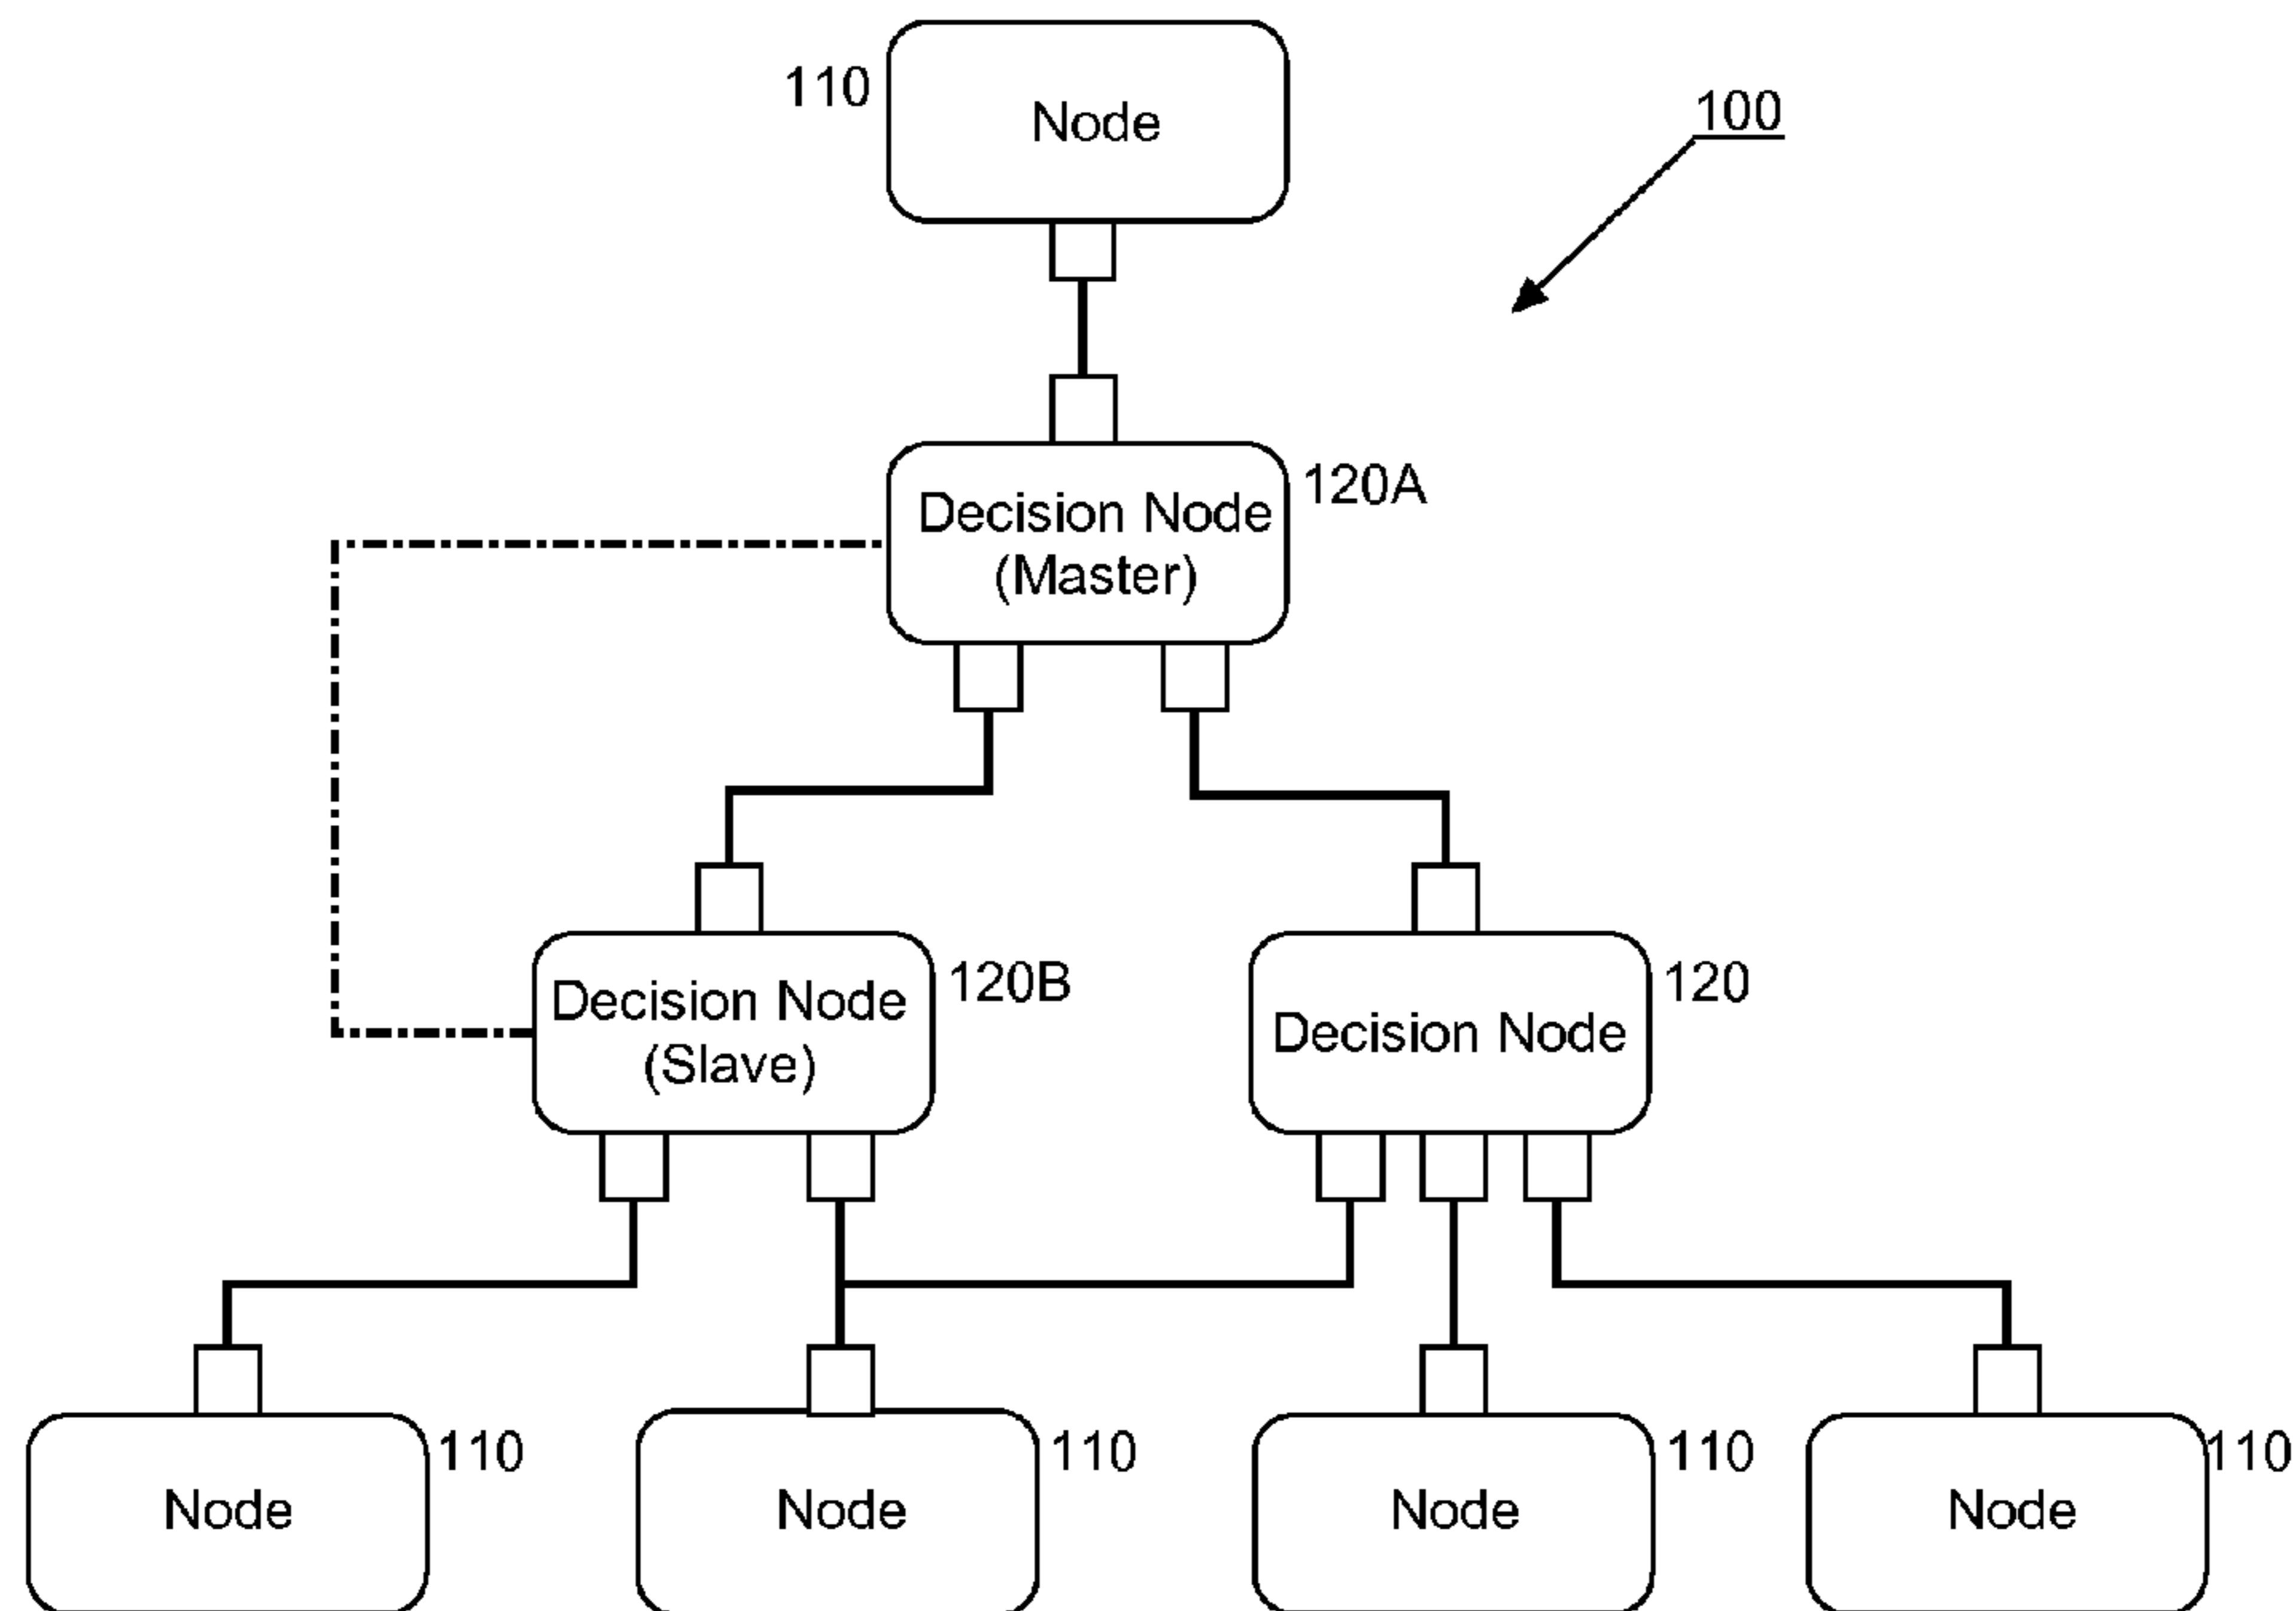 110
Node
100
Decision Node
(Master)
120A
Decision Node
(Slave)
120B
Decision Node
120
Node
110
Node
110
Node
110
Node
110